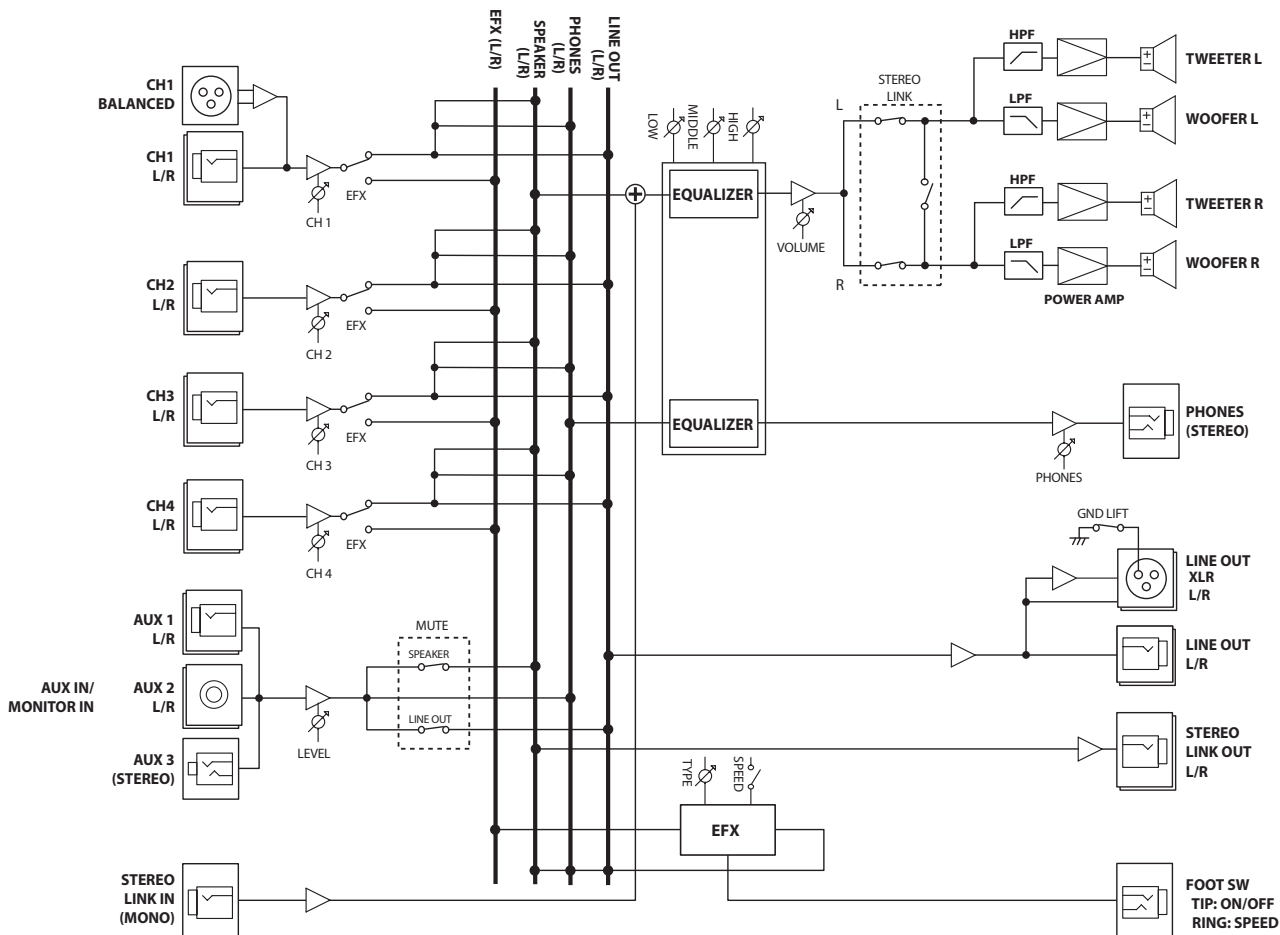 EFX (L/R)
SPEAKER
(L/R)
PHONES
(L/R)
LINE OUT
(L/R)
CH1
BALANCED
CH1
L/R
CH 1
EFX
CH2
L/R
CH 2
EFX
CH3
L/R
CH 3
EFX
CH4
L/R
CH 4
EFX
AUX IN/
MONITOR IN
AUX 1
L/R
AUX 2
L/R
AUX 3
(STEREO)
LEVEL
MUTE
SPEAKER
LINE OUT
STEREO
LINK IN
(MONO)
LOW
MIDDLE
HIGH
EQUALIZER
EQUALIZER
VOLUME
L
R
STEREO
LINK
HPF
TWEETER L
LPF
WOOFER L
HPF
TWEETER R
LPF
WOOFER R
POWER AMP
PHONES
PHONES
(STEREO)
GND LIFT
LINE OUT
XLR
L/R
LINE OUT
L/R
STEREO
LINK OUT
L/R
TYPE
SPEED
EFX
FOOT SW
TIP: ON/OFF
RING: SPEED